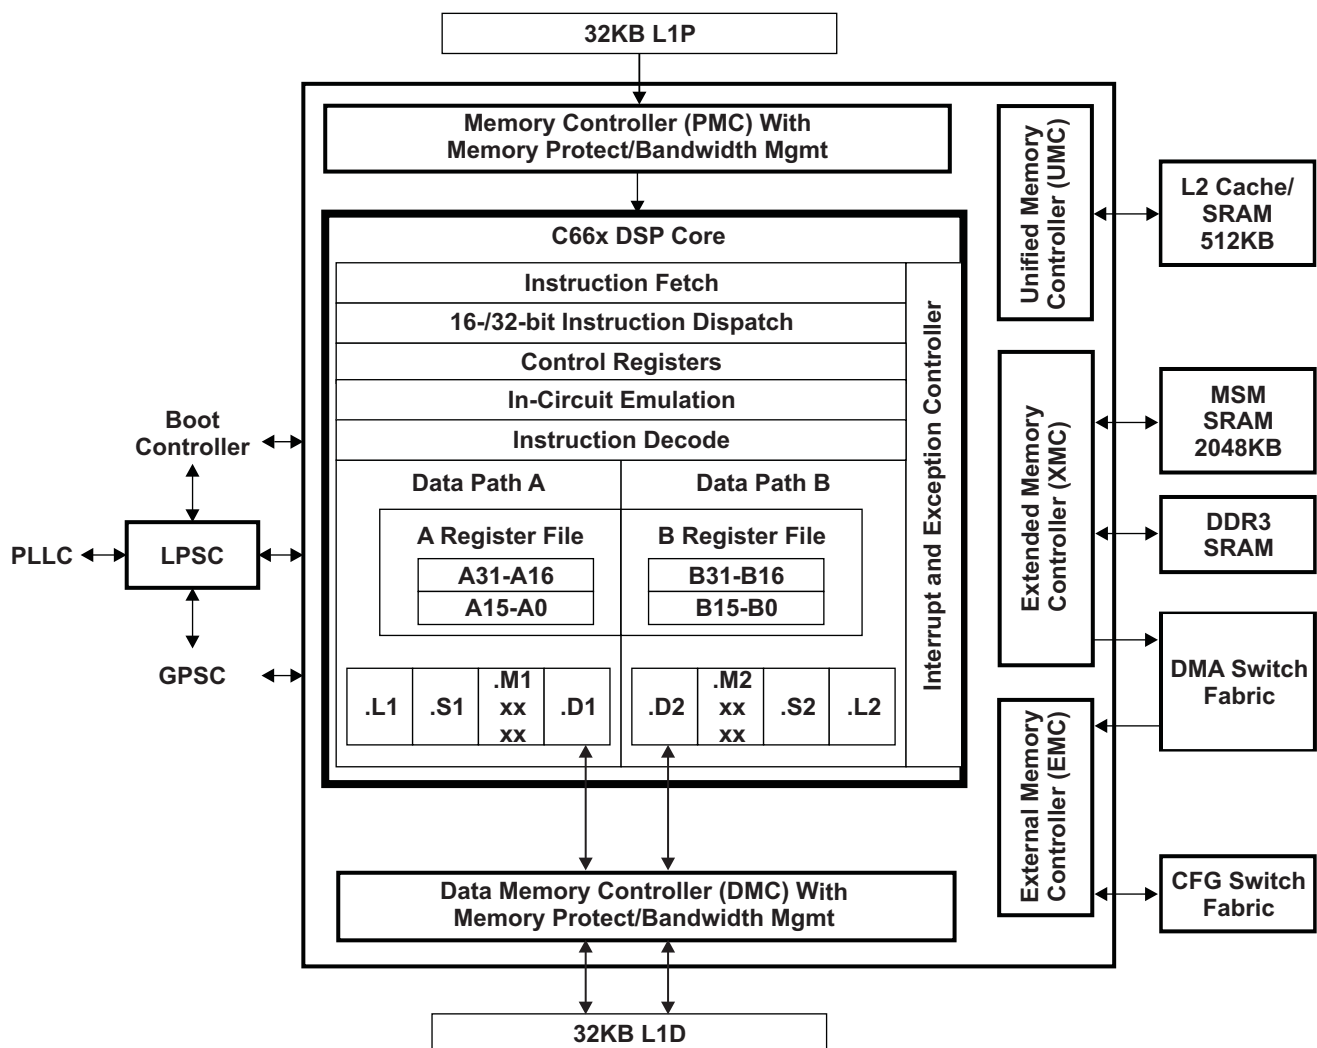 32KB L1P
Memory Controller (PMC) With
Memory Protect/Bandwidth Mgmt
C66x DSP Core
Instruction Fetch
16-/32-bit Instruction Dispatch
Control Registers
In-Circuit Emulation
Instruction Decode
Data Path A
Data Path B
A Register File
B Register File
A31-A16
B31-B16
A15-A0
B15-B0
.L1
.S1
.M1
xx
xx
.D1
.D2
.M2
xx
xx
.S2
.L2
Interrupt and Exception Controller
Data Memory Controller (DMC) With
Memory Protect/Bandwidth Mgmt
32KB L1D
Boot
Controller
PLLC
LPSC
GPSC
Unified Memory
Controller (UMC)
Extended Memory
Controller (XMC)
External Memory
Controller (EMC)
L2 Cache/
SRAM
512KB
MSM
SRAM
2048KB
DDR3
SRAM
DMA Switch
Fabric
CFG Switch
Fabric